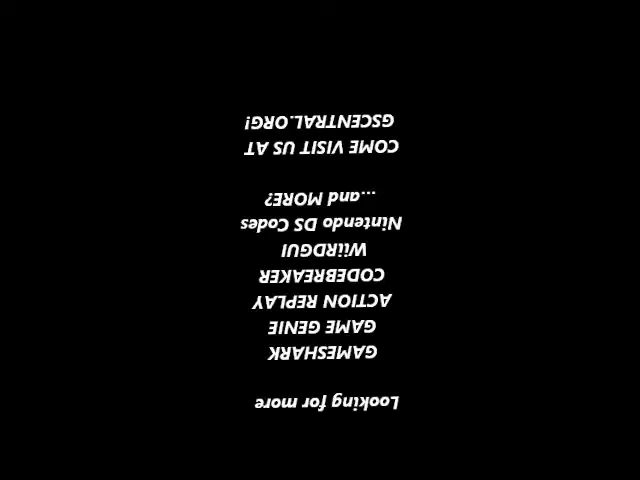 Looking for more
GAMESHARK
GAME GENIE
ACTION REPLAY
CODEBREAKER
WiiRDGUI
Nintendo DS Codes
...and MORE?
COME VISIT US AT
GSCENTRAL.ORG!